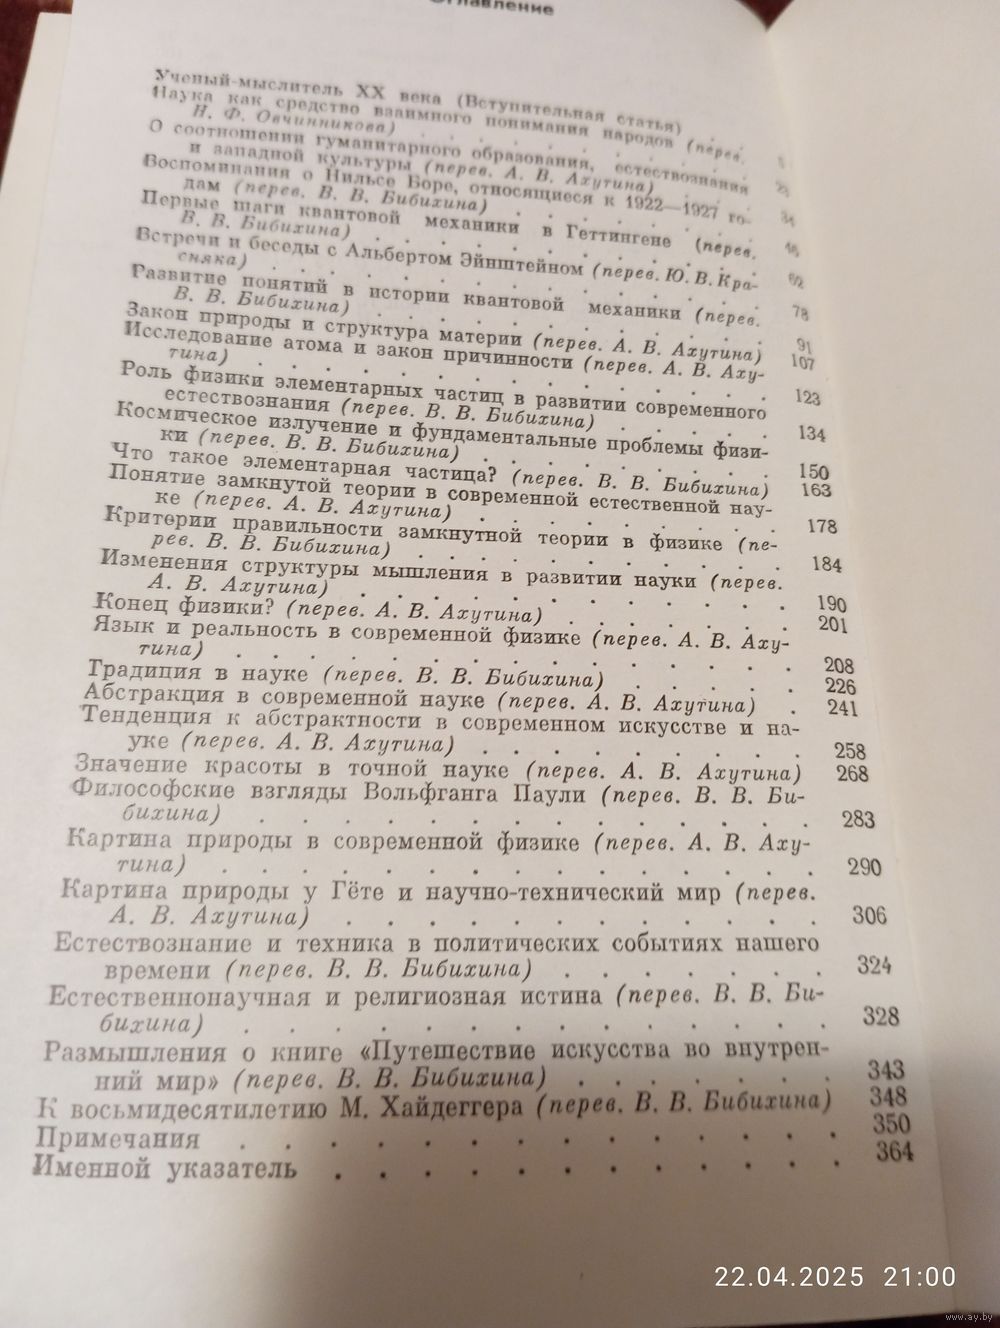 Оглавление
Ученый-мыслитель XX века (Вступительная статья) .
Наука как средство взаимного понимания народов (перев.
Н. Ф. Овчинникова) . . . . . . . . .
О соотношении гуманитарного образования, естествознания
и западной культуры (перев. А. В. Ахутина)
Воспоминания о Нильсе Боре, относящиеся к 1922—1927 го-
дам (перев. В. В. Бибихина) . . . . . .
Первые шаги квантовой механики в Геттингене (перев.
В. В. Бибихина) . . . . . . . . .
Встречи и беседы с Альбертом Эйнштейном (перев. Ю. В. Кра-
сняка) . . . . . . . . . . . 78
Развитие понятий в истории квантовой механики (перев.
В. В. Бибихина) . . . . . . . . . 91
Закон природы и структура материи (перев. А. В. Ахутина) 107
Исследование атома и закон причинности (перев. А. В. Аху-
тина) . . . . . . . . . . . 123
Роль физики элементарных частиц в развитии современного
естествознания (перев. В. В. Бибихина) . . . . 134
Космическое излучение и фундаментальные проблемы физи-
ки (перев. В. В. Бибихина) . . . . . . . 150
Что такое элементарная частица? (перев. В. В. Бибихина) 163
Понятие замкнутой теории в современной естественной нау-
ке (перев. А. В. Ахутина) . . . . . . . 178
Критерии правильности замкнутной теории в физике (пе-
рев. В. В. Бибихина) . . . . . . . . 184
Изменения структуры мышления в развитии науки (перев.
А. В. Ахутина) . . . . . . . . . . 190
Конец физики? (перев. А. В. Ахутина) . . . . . 201
Язык и реальность в современной физике (перев. А. В. Аху-
тина) . . . . . . . . . . . . 208
Традиция в науке (перев. В. В. Бибихина) . . . . 226
Абстракция в современной науке (перев. А. В. Ахутина) . 241
Тенденция к абстрактности в современном искусстве и на-
уке (перев. А. В. Ахутина) . . . . . . . 258
Значение красоты в точной науке (перев. А. В. Ахутина) 268
Философские взгляды Вольфганга Паули (перев. В. В. Би-
бихина) . . . . . . . . . . . . 283
Картина природы в современной физике (перев. А. В. Аху-
тина) . . . . . . . . . . . . 290
Картина природы у Гёте и научно-технический мир (перев.
А. В. Ахутина) . . . . . . . . . . 306
Естествознание и техника в политических событиях нашего
времени (перев. В. В. Бибихина) . . . . . . 324
Естественнонаучная и религиозная истина (перев. В. В. Би-
бихина) . . . . . . . . . . . . 328
Размышления о книге «Путешествие искусства во внутрен-
ний мир» (перев. В. В. Бибихина) . . . . . . 343
К восьмидесятилетию М. Хайдеггера (перев. В. В. Бибихина) 348
Примечания . . . . . . . . . . . . . 350
Именной указатель . . . . . . . . . . . 364
22.04.2025 21:00
www.ay.by